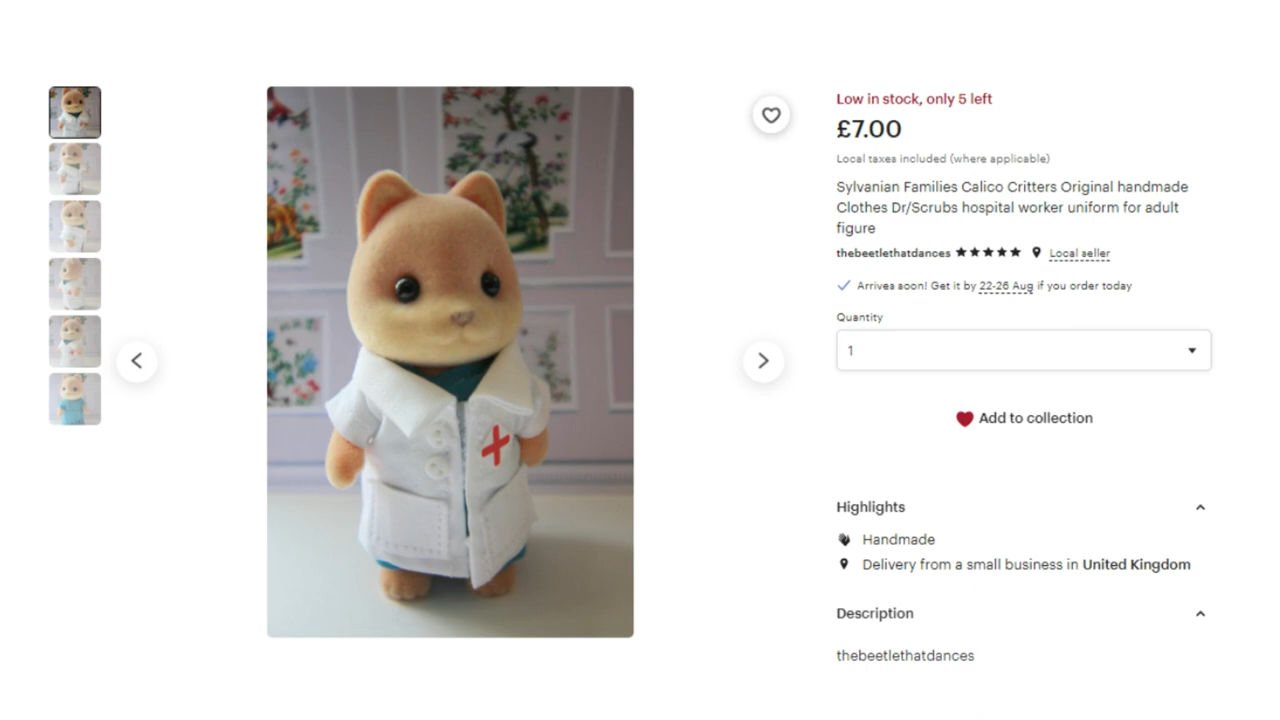 Low in stock, only 5 left
£7.00
Local taxes included (where applicable)
Sylvanian Families Calico Critters Original handmade
Clothes Dr/Scrubs hospital worker uniform for adult
figure
thebeetlethatdances ★★★★★ Local seller
Arrives soon! Get it by 22-26 Aug if you order today
Quantity
1
Add to collection
Highlights
Handmade
Delivery from a small business in United Kingdom
Description
thebeetlethatdances